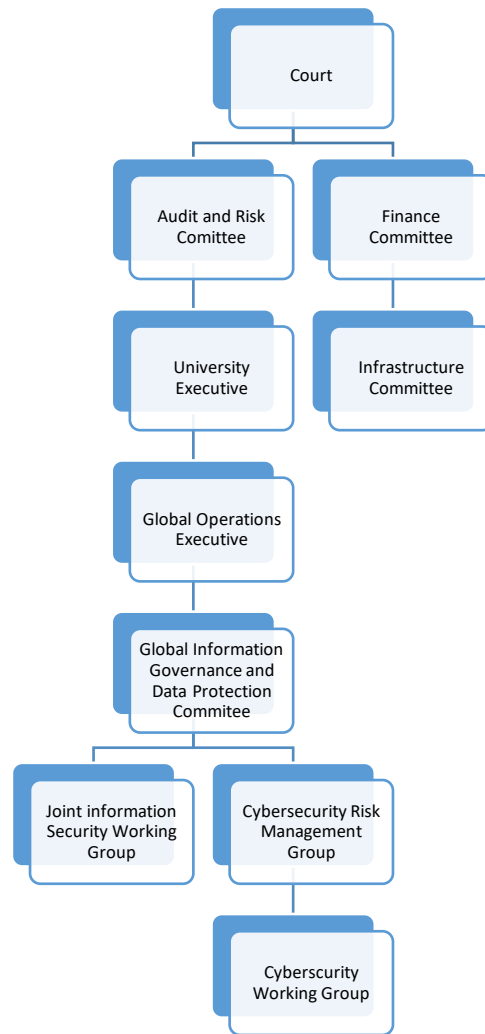 Court
Audit and Risk
Comittee
Finance
Committee
University
Executive
Infrastructure
Committee
Global Operations
Executive
Global Information
Governance and
Data Protection
Commitee
Joint information
Security Working
Group
Cybersecurity Risk
Management
Group
Cyberscurity
Working Group